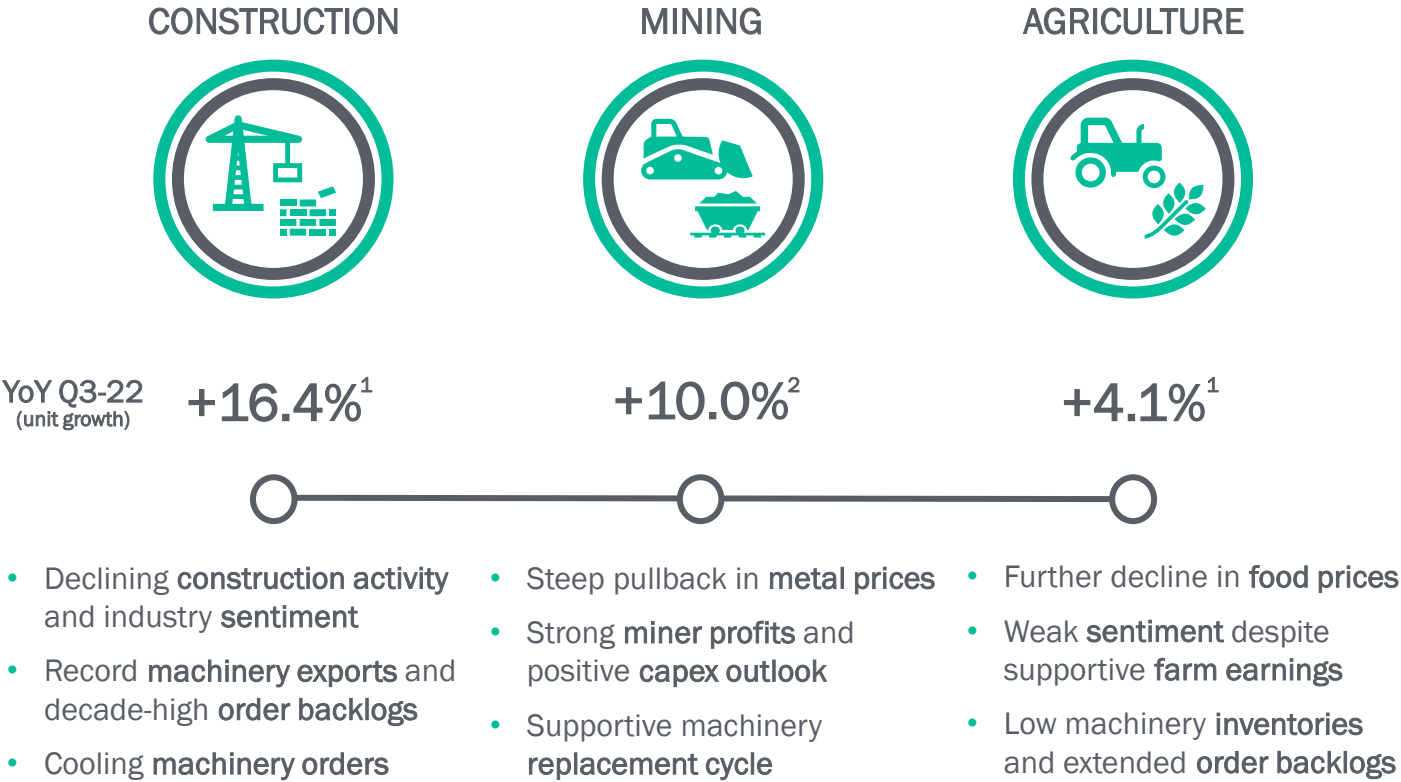 CONSTRUCTION
MINING
AGRICULTURE
YoY Q3-22
(unit growth)
+16.4%¹
+10.0%²
+4.1%¹
• Declining construction activity
and industry sentiment
• Record machinery exports and
decade-high order backlogs
• Cooling machinery orders
• Steep pullback in metal prices
• Strong miner profits and
positive capex outlook
• Supportive machinery
replacement cycle
• Further decline in food prices
• Weak sentiment despite
supportive farm earnings
• Low machinery inventories
and extended order backlogs